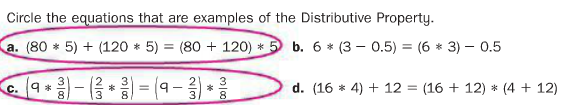 Circle the equations that are examples of the Distributive Property.
a. (80 * 5) + (120 * 5) = (80 + 120) * 5 b. 6 * (3 − 0.5) = (6 * 3) − 0.5
c. (9 * 3/8) − (2/3 * 3/8) = (9 − 2/3) * 3/8 d. (16 * 4) + 12 = (16 + 12) * (4 + 12)